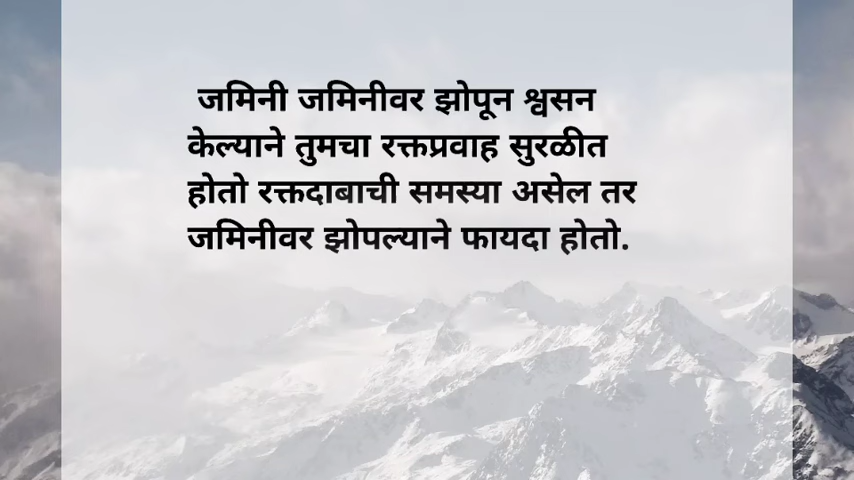 जमिनी जमिनीवर झोपून श्वसन
केल्याने तुमचा रक्तप्रवाह सुरळीत
होतो रक्तदाबाची समस्या असेल तर
जमिनीवर झोपल्याने फायदा होतो.